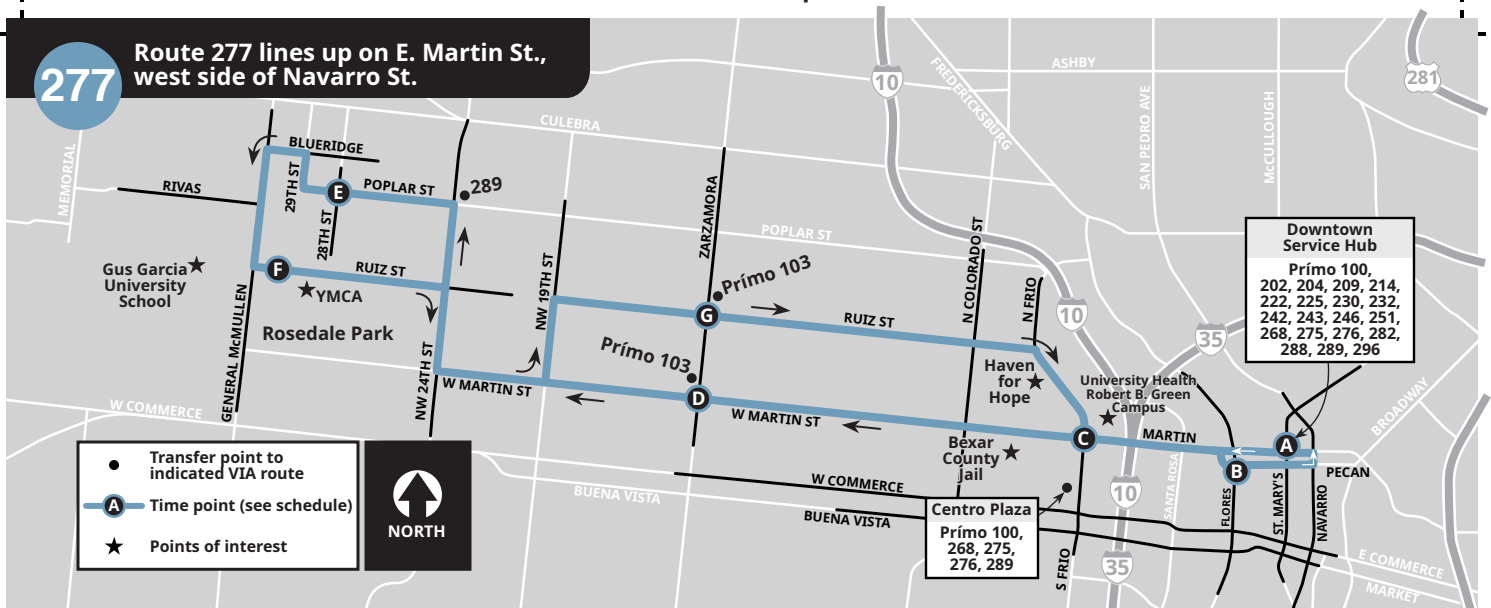 277
Route 277 lines up on E. Martin St.,
west side of Navarro St.
10
281
ASHBY
FREDERICKSBURG
SAN PEDRO AVE
McCULLOUGH
CULEBRA
MEMORIAL
BLUERIDGE
RIVAS
29TH ST
E
POPLAR ST
289
28TH ST
ZARZAMORA
POPLAR ST
N COLORADO ST
Downtown
Service Hub
Prímo 100,
202, 204, 209, 214,
222, 225, 230, 232,
242, 243, 246, 251,
268, 275, 276, 282,
288, 289, 296
Gus Garcia
University
School
F
RUIZ ST
YMCA
Rosedale Park
GENERAL McMULLEN
NW 24TH ST
NW 19TH ST
Prímo 103
G
RUIZ ST
N FRIO
10
35
Prímo 103
Haven
for
Hope
University Health
Robert B. Green
Campus
W MARTIN ST
D
W MARTIN ST
W COMMERCE
BROADWAY
C
MARTIN
A
B
PECAN
Bexar
County
Jail
SANTA ROSA
FLORES
ST. MARY'S
NAVARRO
Transfer point to
indicated VIA route
A
Time point (see schedule)
Points of interest
NORTH
BUENA VISTA
W COMMERCE
BUENA VISTA
10
Centro Plaza
Prímo 100,
268, 275,
276, 289
S FRIO
35
E COMMERCE
MARKET